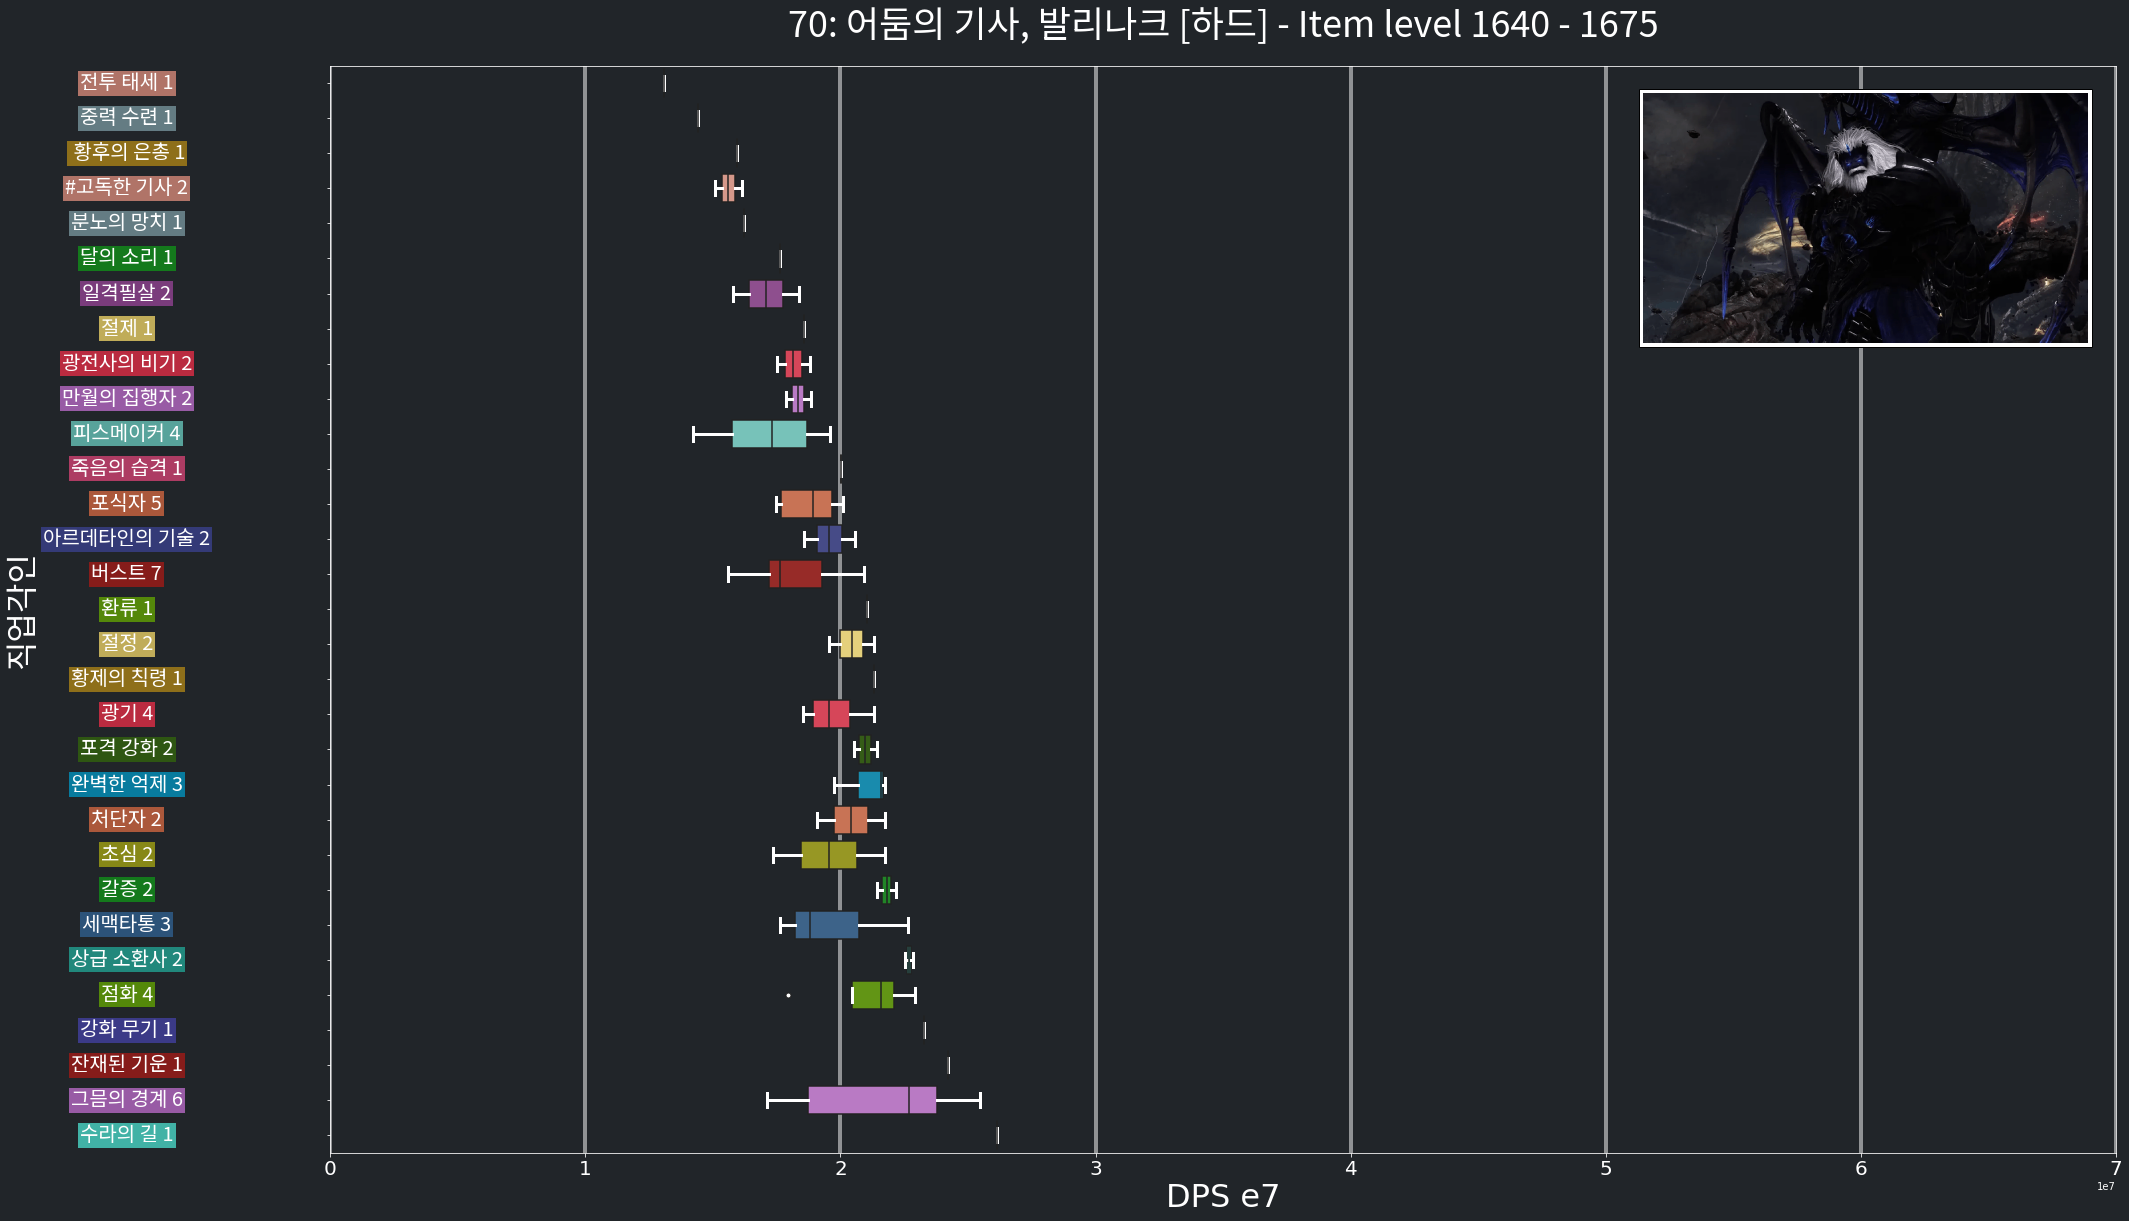 70: 어둠의 기사, 발리나크 [하드] - Item level 1640 - 1675
전투 태세 1
중력 수련 1
황후의 은총 1
#고독한 기사 2
분노의 망치 1
달의 소리 1
일격필살 2
절제 1
광전사의 비기 2
만월의 집행자 2
피스메이커 4
죽음의 습격 1
포식자 5
아르데타인의 기술 2
버스트 7
환류 1
절정 2
황제의 칙령 1
광기 4
포격 강화 2
완벽한 억제 3
처단자 2
초심 2
갈증 2
세맥타통 3
상급 소환사 2
점화 4
강화 무기 1
잔재된 기운 1
그믐의 경계 6
수라의 길 1
직업각인
0 1 2 3 4 5 6 7
1e7
DPS e7